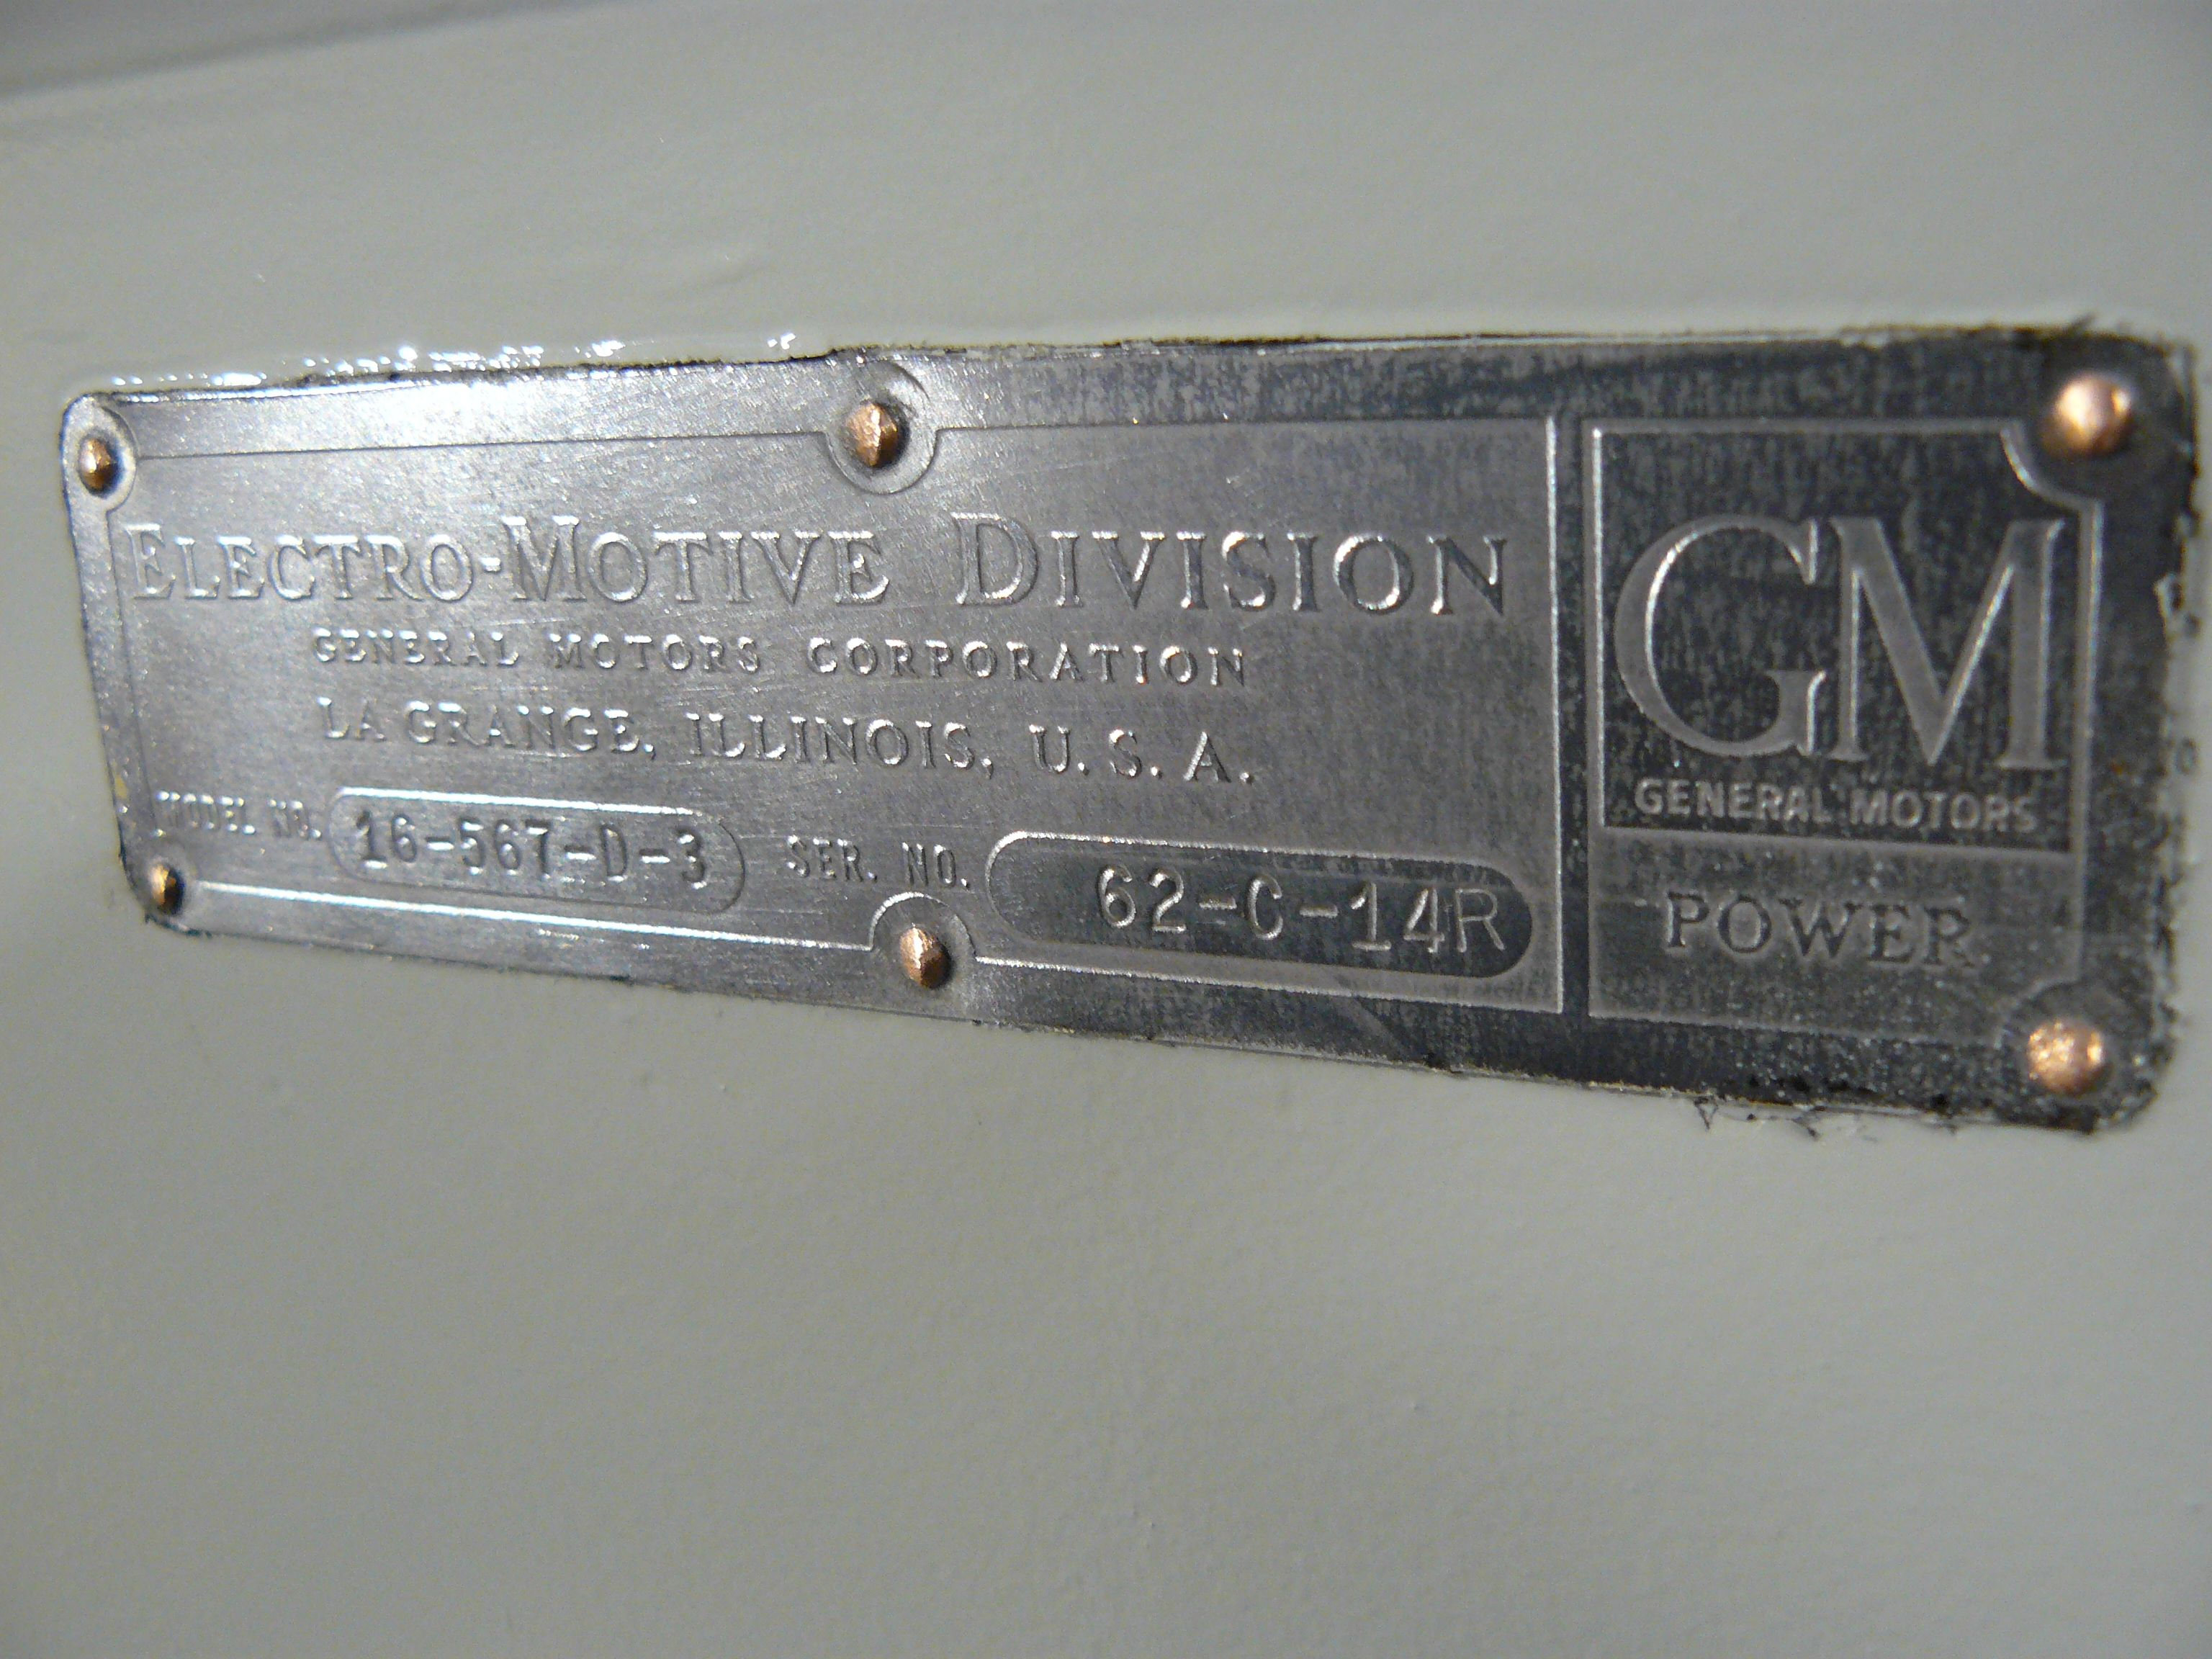 ELECTRO-MOTIVE DIVISION
GENERAL MOTORS CORPORATION
LA GRANGE, ILLINOIS, U.S.A.
MODEL NO. 16-567-D-3 SER. NO. 62-C-14R
GM
GENERAL MOTORS
POWER